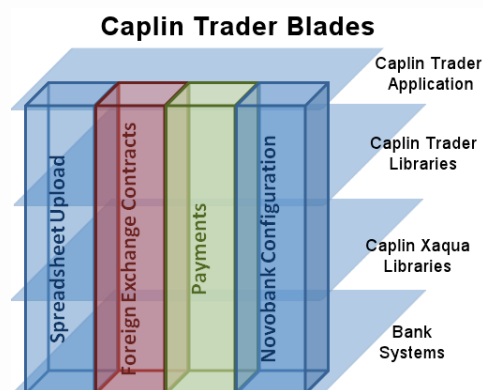 Caplin Trader Blades
Caplin Trader
Application
Caplin Trader
Libraries
Caplin Xaqua
Libraries
Bank
Systems
Spreadsheet Upload
Foreign Exchange Contracts
Payments
Novobank Configuration